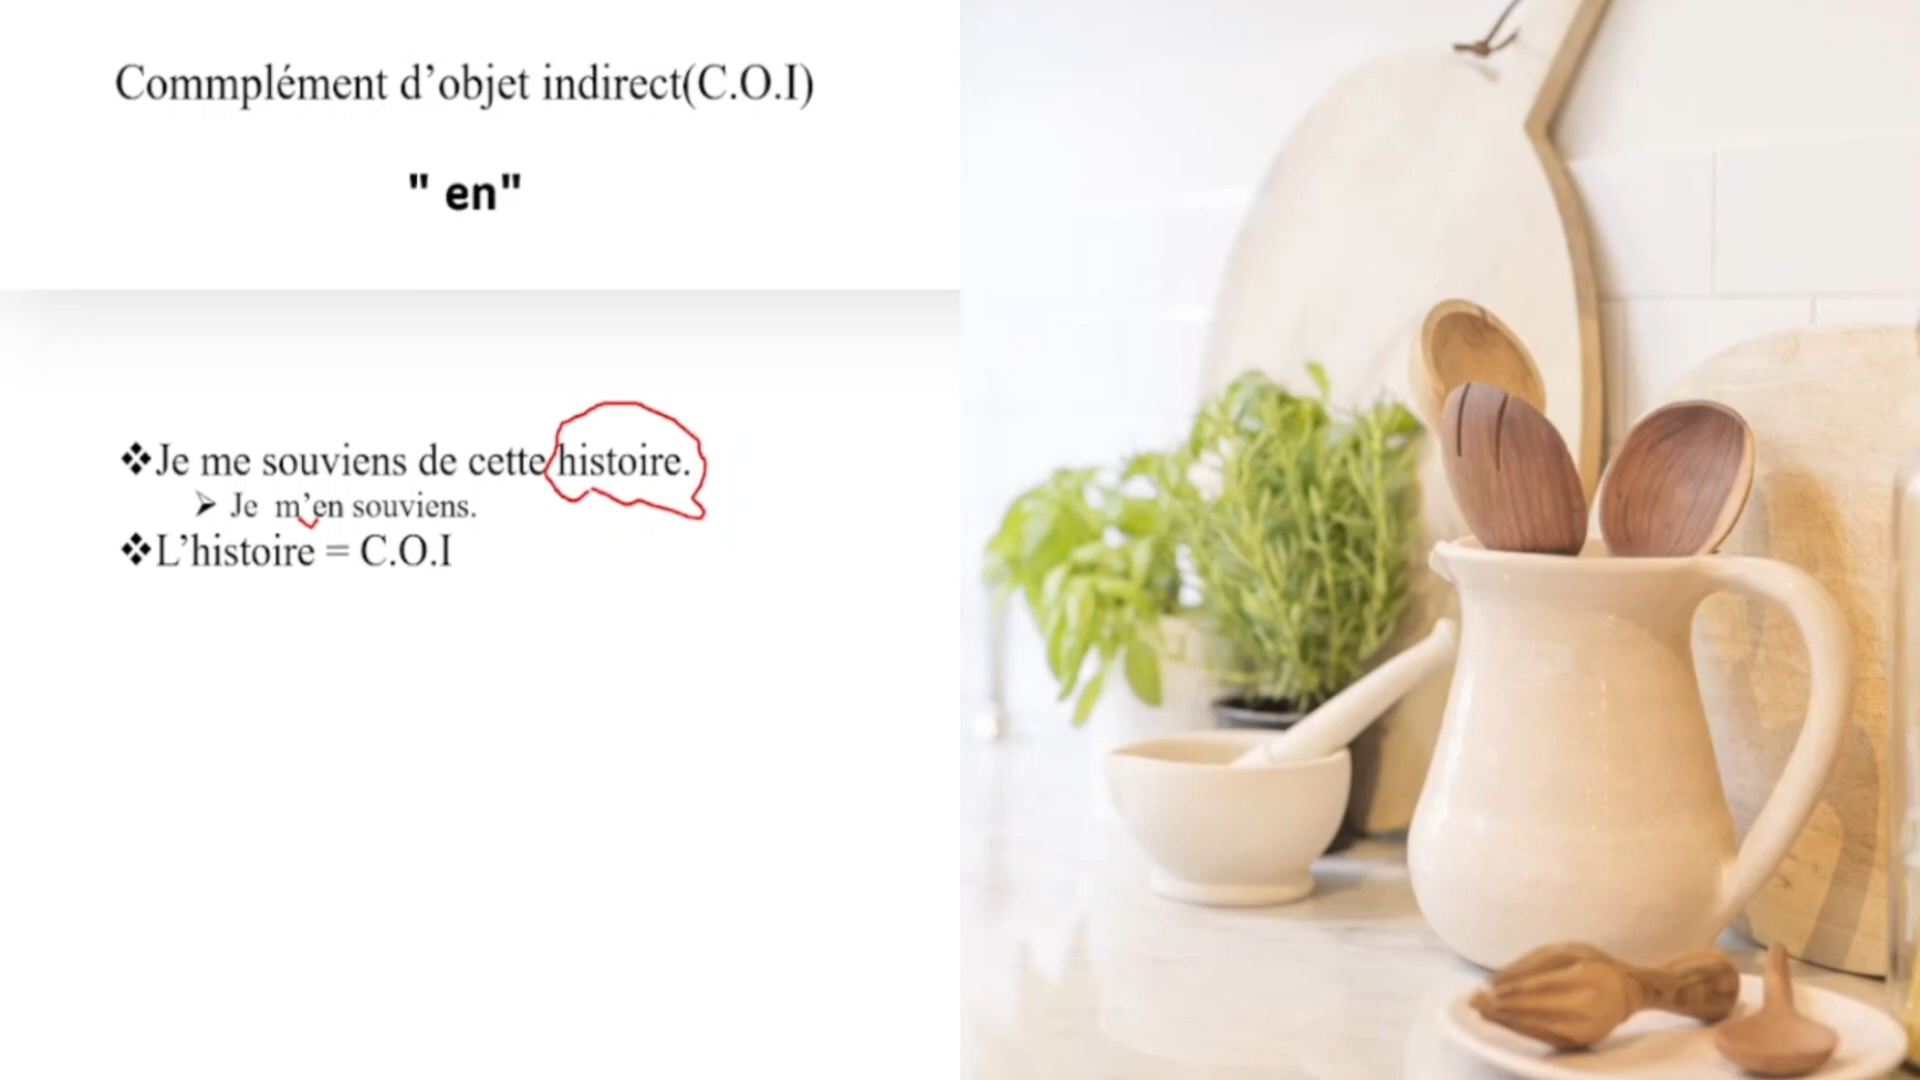 Commplément d’objet indirect(C.O.I)
" en"
❖Je me souviens de cette histoire.
➢ Je m’en souviens.
❖L’histoire = C.O.I